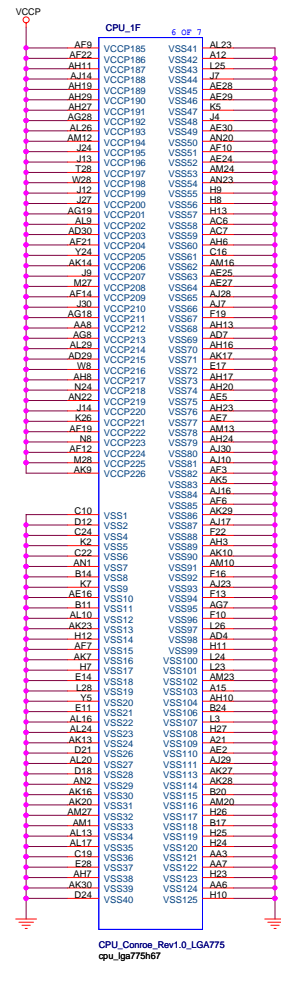 VCCP
CPU_1F
6 OF 7
AF9 VCCP185 VSS41 AL23
AF22 VCCP186 VSS42 A12
AH11 VCCP187 VSS43 L25
AJ14 VCCP188 VSS44 J7
AH19 VCCP189 VSS45 AE28
AH29 VCCP190 VSS46 AE29
AH27 VCCP191 VSS47 K5
AG28 VCCP192 VSS48 J4
AL26 VCCP193 VSS49 AE30
AM12 VCCP194 VSS50 AN20
J24 VCCP195 VSS51 AF10
J13 VCCP196 VSS52 AE24
T28 VCCP197 VSS53 AM24
W28 VCCP198 VSS54 AN23
J12 VCCP199 VSS55 H9
J27 VCCP200 VSS56 H8
AG19 VCCP201 VSS57 H13
AL9 VCCP202 VSS58 AC6
AD30 VCCP203 VSS59 AC7
AF21 VCCP204 VSS60 AH6
Y24 VCCP205 VSS61 C16
AK14 VCCP206 VSS62 AM16
J9 VCCP207 VSS63 AE25
M27 VCCP208 VSS64 AE27
AF14 VCCP209 VSS65 AJ28
J30 VCCP210 VSS66 AJ7
AG18 VCCP211 VSS67 F19
AA8 VCCP212 VSS68 AH13
AG8 VCCP213 VSS69 AD7
AL29 VCCP214 VSS70 AH16
AD29 VCCP215 VSS71 AK17
W8 VCCP216 VSS72 E17
AH8 VCCP217 VSS73 AH17
N24 VCCP218 VSS74 AH20
AN22 VCCP219 VSS75 AE5
J14 VCCP220 VSS76 AH23
K26 VCCP221 VSS77 AE7
AF19 VCCP222 VSS78 AM13
N8 VCCP223 VSS79 AH24
AF12 VCCP224 VSS80 AJ30
M28 VCCP225 VSS81 AJ10
AK9 VCCP226 VSS82 AF3
VSS83 AK5
VSS84 AJ16
VSS85 AF6
C10 VSS1 VSS86 AK29
D12 VSS2 VSS87 AJ17
C24 VSS4 VSS88 F22
K2 VSS5 VSS89 AH3
C22 VSS6 VSS90 AK10
AN1 VSS7 VSS91 AM10
B14 VSS8 VSS92 F16
K7 VSS9 VSS93 AJ23
AE16 VSS10 VSS94 F13
B11 VSS11 VSS95 AG7
AL10 VSS12 VSS96 F10
AK23 VSS13 VSS97 L26
H12 VSS14 VSS98 AD4
AF7 VSS15 VSS99 H11
AK7 VSS16 VSS100 L24
H7 VSS17 VSS101 L23
E14 VSS18 VSS102 AM23
L28 VSS19 VSS103 A15
Y5 VSS20 VSS104 AH10
E11 VSS21 VSS106 B24
AL16 VSS22 VSS107 L3
AL24 VSS23 VSS108 H27
AK13 VSS24 VSS109 A21
D21 VSS26 VSS110 AE2
AL20 VSS27 VSS111 AJ29
D18 VSS28 VSS113 AK27
AN2 VSS29 VSS114 AK28
AK16 VSS30 VSS115 B20
AK20 VSS31 VSS116 AM20
AM27 VSS32 VSS117 H26
AM1 VSS33 VSS118 B17
AL13 VSS34 VSS119 H25
AL17 VSS35 VSS120 H24
C19 VSS36 VSS121 AA3
E28 VSS37 VSS122 AA7
AH7 VSS38 VSS123 H23
AK30 VSS39 VSS124 AA6
D24 VSS40 VSS125 H10
CPU_Conroe_Rev1.0_LGA775
cpu_lga775h67